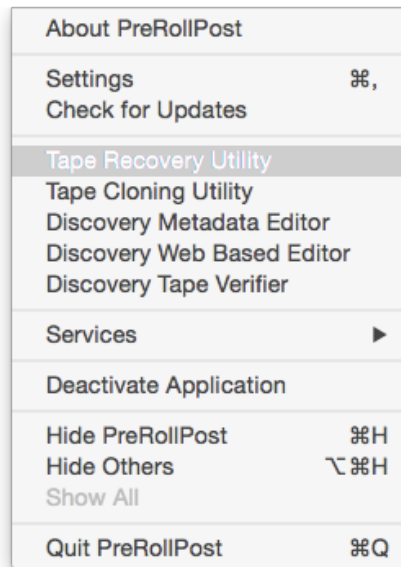 About PreRollPost
Settings ⌘,
Check for Updates
Tape Recovery Utility
Tape Cloning Utility
Discovery Metadata Editor
Discovery Web Based Editor
Discovery Tape Verifier
Services ▶
Deactivate Application
Hide PreRollPost ⌘H
Hide Others ⌥⌘H
Show All
Quit PreRollPost ⌘Q